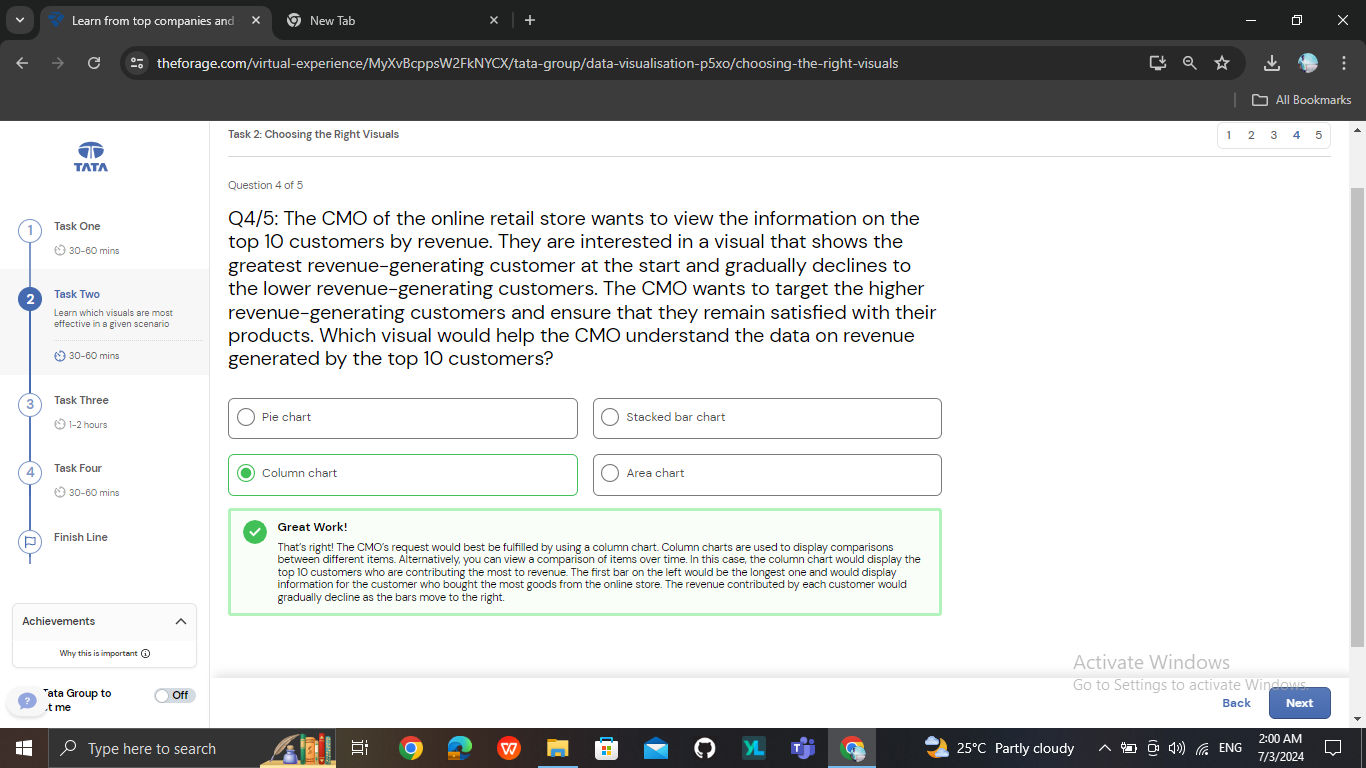 Learn from top companies and
New Tab
theforage.com/virtual-experience/MyXvBcppsW2FkNYCX/tata-group/data-visualisation-p5xo/choosing-the-right-visuals
All Bookmarks
TATA
1
Task One
30-60 mins
2
Task Two
Learn which visuals are most
effective in a given scenario
30-60 mins
3
Task Three
1-2 hours
4
Task Four
30-60 mins
Finish Line
Achievements
Why this is important
Tata Group to
t me
Off
Task 2: Choosing the Right Visuals
1 2 3 4 5
Question 4 of 5
Q4/5: The CMO of the online retail store wants to view the information on the
top 10 customers by revenue. They are interested in a visual that shows the
greatest revenue-generating customer at the start and gradually declines to
the lower revenue-generating customers. The CMO wants to target the higher
revenue-generating customers and ensure that they remain satisfied with their
products. Which visual would help the CMO understand the data on revenue
generated by the top 10 customers?
Pie chart
Stacked bar chart
Column chart
Area chart
Great Work!
That's right! The CMO's request would best be fulfilled by using a column chart. Column charts are used to display comparisons
between different items. Alternatively, you can view a comparison of items over time. In this case, the column chart would display the
top 10 customers who are contributing the most to revenue. The first bar on the left would be the longest one and would display
information for the customer who bought the most goods from the online store. The revenue contributed by each customer would
gradually decline as the bars move to the right.
Activate Windows
Go to Settings to activate Windows.
Back
Next
Type here to search
W
YL
25°C Partly cloudy
ENG
2:00 AM
7/3/2024